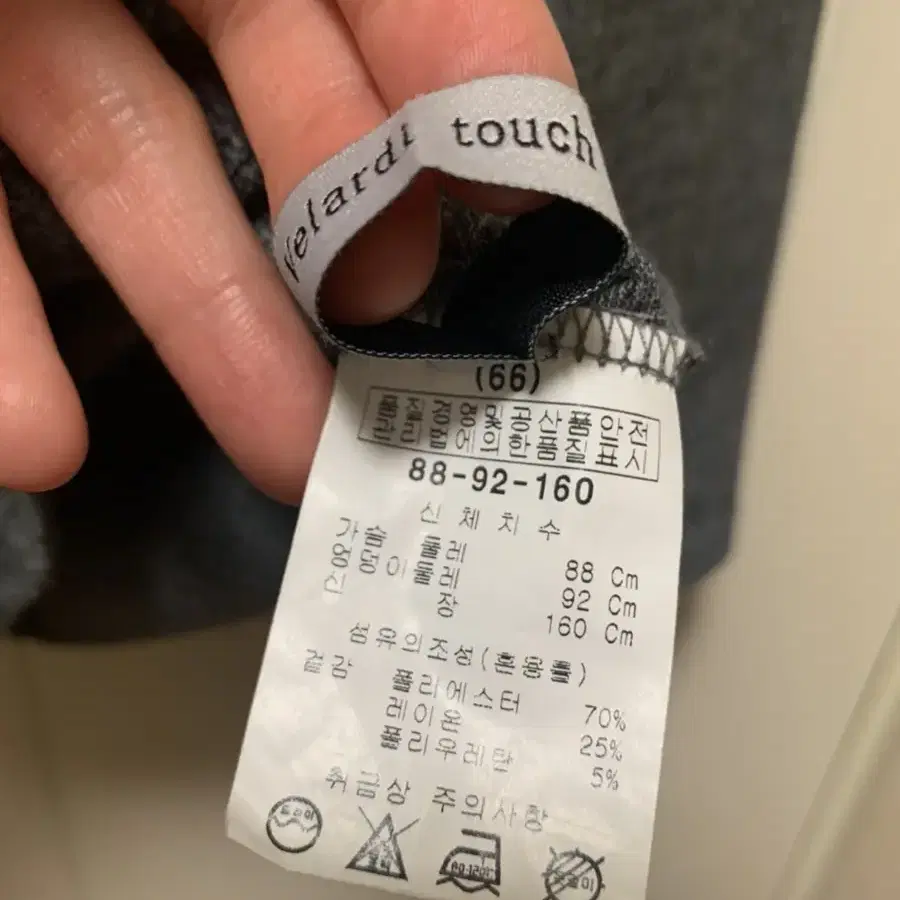 Velardi touch
(66)
품질경영및공산품안전
관리법에의한품질표시
88-92-160
신체치수
가슴둘레 88 Cm
엉덩이둘레 92 Cm
신장 160 Cm
섬유의조성(혼용률)
겉감 폴리에스터 70%
레이온 25%
폴리우레탄 5%
취급상 주의사항
드라이